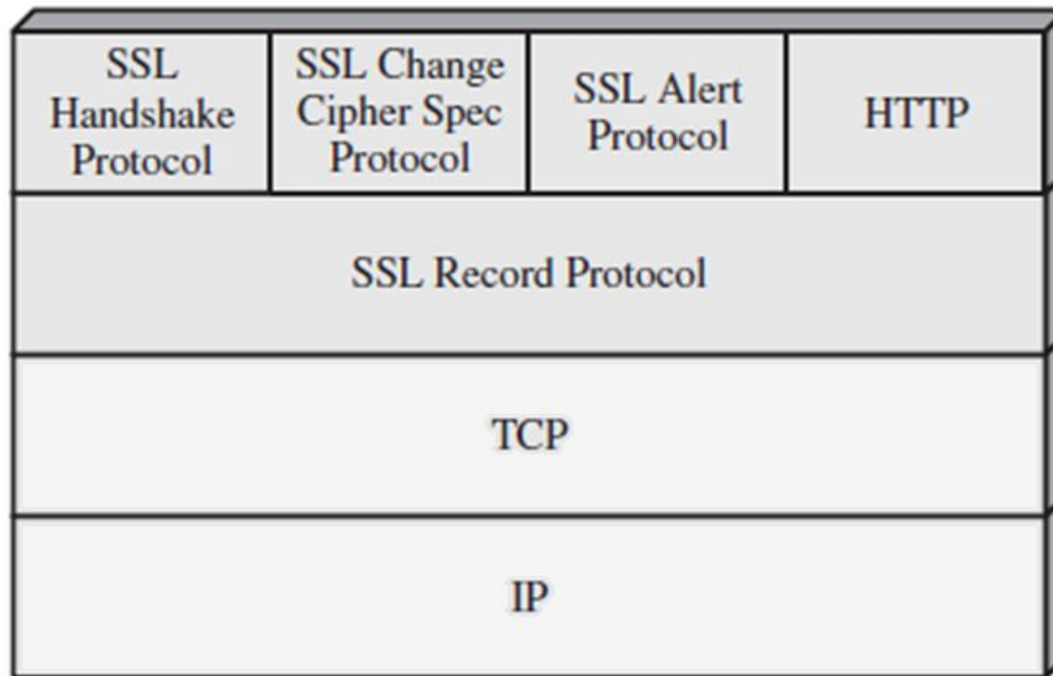 SSL
Handshake
Protocol
SSL Change
Cipher Spec
Protocol
SSL Alert
Protocol
HTTP
SSL Record Protocol
TCP
IP